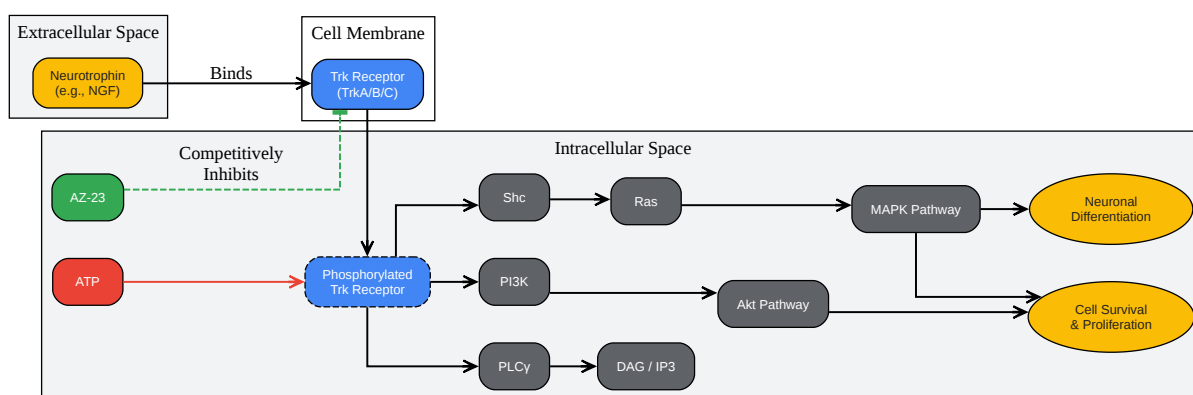 Extracellular Space
Cell Membrane
Neurotrophin
(e.g., NGF)
Binds
Trk Receptor
(TrkA/B/C)
Intracellular Space
Competitively
Inhibits
AZ-23
Shc
Ras
MAPK Pathway
Neuronal
Differentiation
ATP
Phosphorylated
Trk Receptor
PI3K
Akt Pathway
Cell Survival
& Proliferation
PLCγ
DAG / IP3